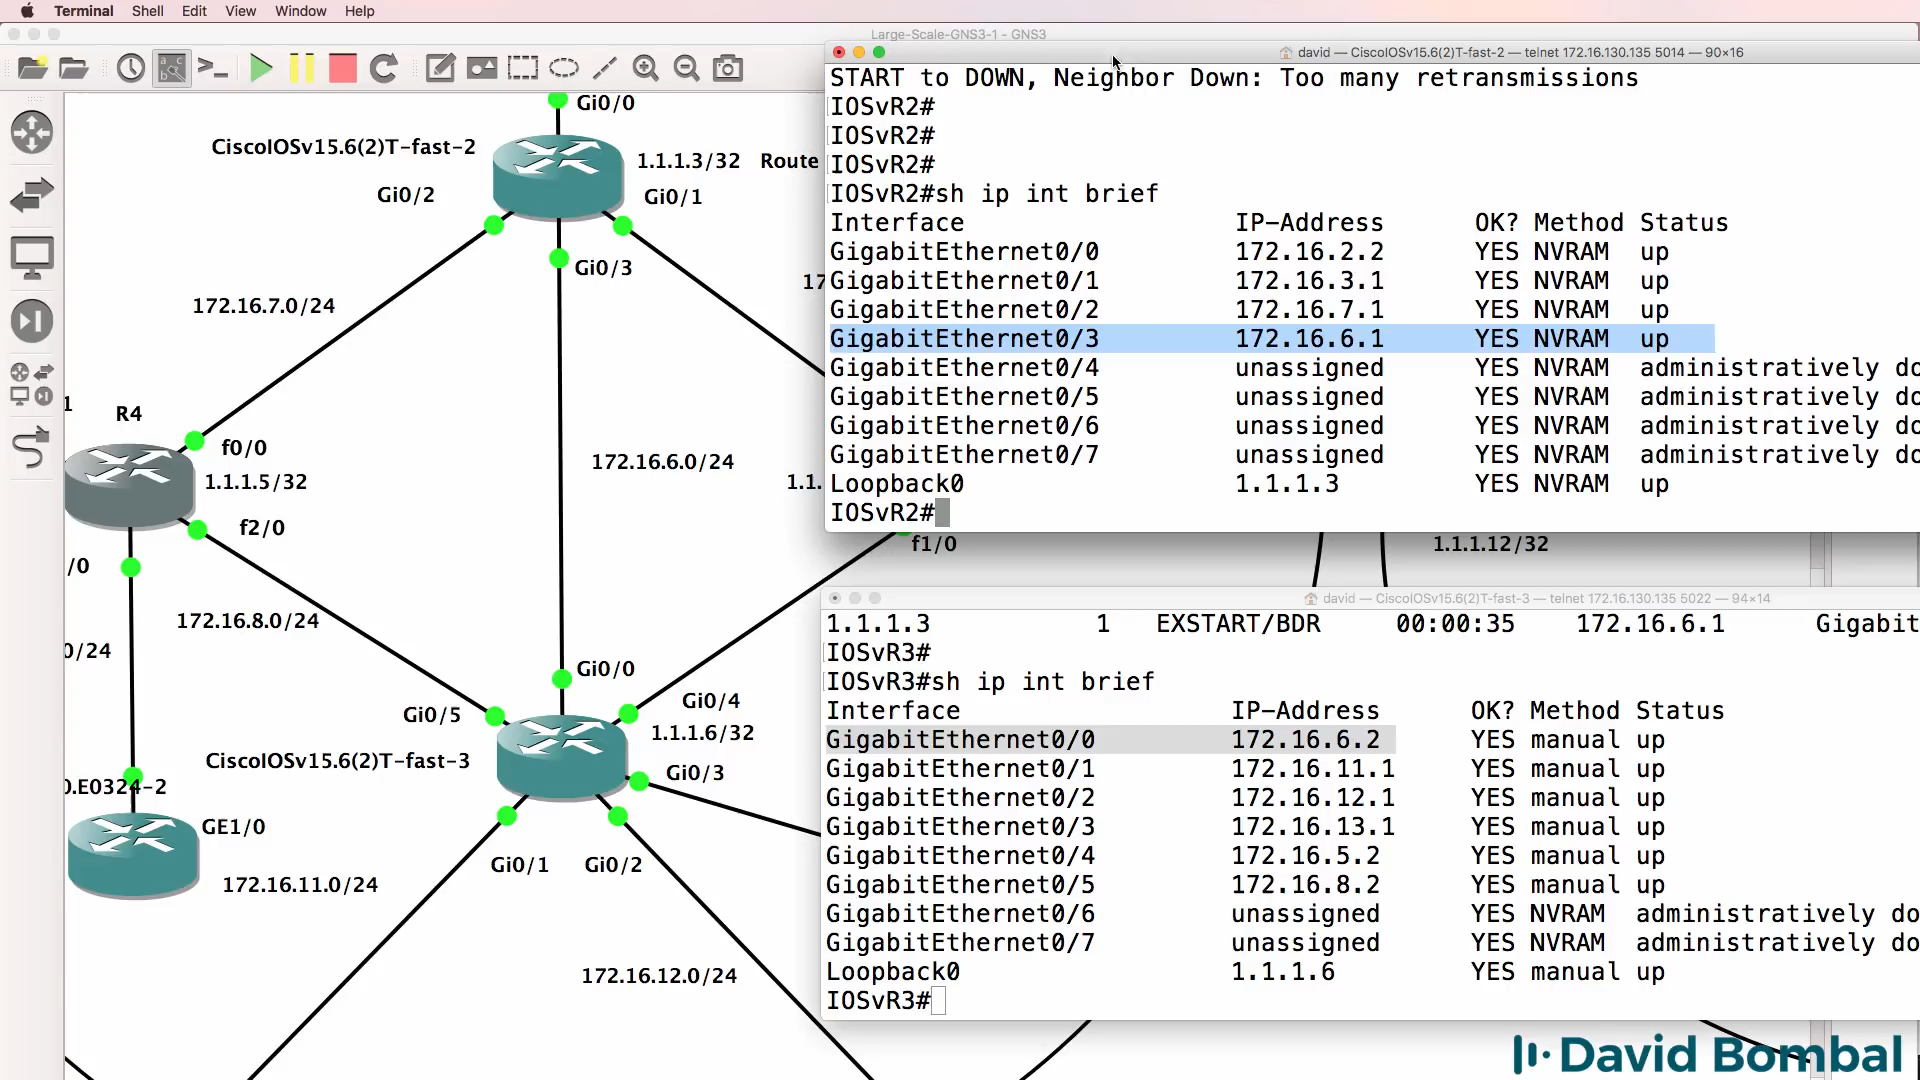 Terminal Shell Edit View Window Help
Large-Scale-GNS3-1 - GNS3
david — CiscoIOSv15.6(2)T-fast-2 — telnet 172.16.130.135 5014 — 90×16
START to DOWN, Neighbor Down: Too many retransmissions
IOSvR2#
IOSvR2#
IOSvR2#
IOSvR2#sh ip int brief
Interface IP-Address OK? Method Status
GigabitEthernet0/0 172.16.2.2 YES NVRAM up
GigabitEthernet0/1 172.16.3.1 YES NVRAM up
GigabitEthernet0/2 172.16.7.1 YES NVRAM up
GigabitEthernet0/3 172.16.6.1 YES NVRAM up
GigabitEthernet0/4 unassigned YES NVRAM administratively do
GigabitEthernet0/5 unassigned YES NVRAM administratively do
GigabitEthernet0/6 unassigned YES NVRAM administratively do
GigabitEthernet0/7 unassigned YES NVRAM administratively do
Loopback0 1.1.1.3 YES NVRAM up
IOSvR2#
Gi0/0
CiscoIOSv15.6(2)T-fast-2
1.1.1.3/32 Route
Gi0/2
Gi0/1
Gi0/3
17
172.16.7.0/24
1
R4
f0/0
172.16.6.0/24
1.1.1.5/32
1.1.
f2/0
f1/0
1.1.1.12/32
/0
172.16.8.0/24
0/24
Gi0/0
Gi0/4
Gi0/5
1.1.1.6/32
CiscoIOSv15.6(2)T-fast-3
Gi0/3
0.E0324-2
GE1/0
Gi0/1
Gi0/2
172.16.11.0/24
172.16.12.0/24
david — CiscoIOSv15.6(2)T-fast-3 — telnet 172.16.130.135 5022 — 94×14
1.1.1.3 1 EXSTART/BDR 00:00:35 172.16.6.1 Gigabit
IOSvR3#
IOSvR3#sh ip int brief
Interface IP-Address OK? Method Status
GigabitEthernet0/0 172.16.6.2 YES manual up
GigabitEthernet0/1 172.16.11.1 YES manual up
GigabitEthernet0/2 172.16.12.1 YES manual up
GigabitEthernet0/3 172.16.13.1 YES manual up
GigabitEthernet0/4 172.16.5.2 YES manual up
GigabitEthernet0/5 172.16.8.2 YES manual up
GigabitEthernet0/6 unassigned YES NVRAM administratively do
GigabitEthernet0/7 unassigned YES NVRAM administratively do
Loopback0 1.1.1.6 YES manual up
IOSvR3#
David Bombal